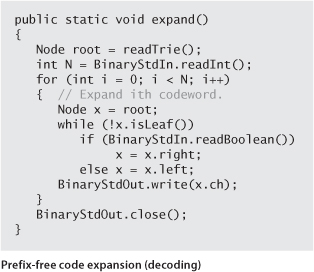 public static void expand()
{
    Node root = readTrie();
    int N = BinaryStdIn.readInt();
    for (int i = 0; i < N; i++)
    {  // Expand ith codeword.
        Node x = root;
        while (!x.isLeaf())
            if (BinaryStdIn.readBoolean())
                x = x.right;
            else x = x.left;
        BinaryStdOut.write(x.ch);
    }
    BinaryStdOut.close();
}
Prefix-free code expansion (decoding)